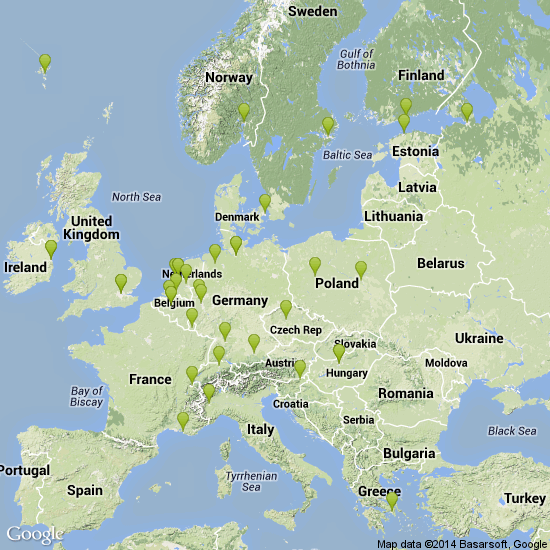 Sweden
Gulf of
Bothnia
Norway
Finland
Estonia
Baltic Sea
Latvia
North Sea
Denmark
Lithuania
United
Kingdom
Ireland
Netherlands
Belarus
Poland
Belgium
Germany
Czech Rep
Ukraine
Slovakia
Austria
Moldova
France
Hungary
Bay of
Biscay
Croatia
Romania
Serbia
Italy
Black Sea
Bulgaria
Portugal
Spain
Tyrrhenian
Sea
Greece
Turkey
Google
Map data ©2014 Basarsoft, Google